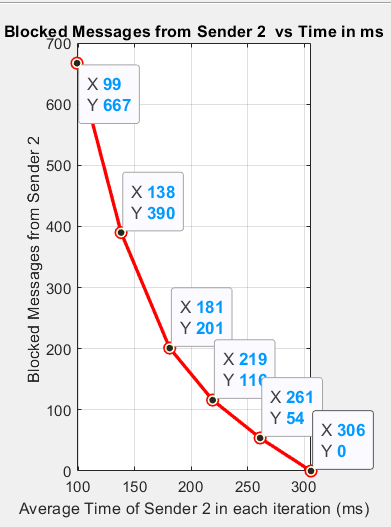 Blocked Messages from Sender 2 vs Time in ms
Blocked Messages from Sender 2
700
600
500
400
300
200
100
0
X 99
Y 667
X 138
Y 390
X 181
Y 201
X 219
Y
X 261
Y 54
X 306
Y 0
100
150
200
250
300
Average Time of Sender 2 in each iteration (ms)